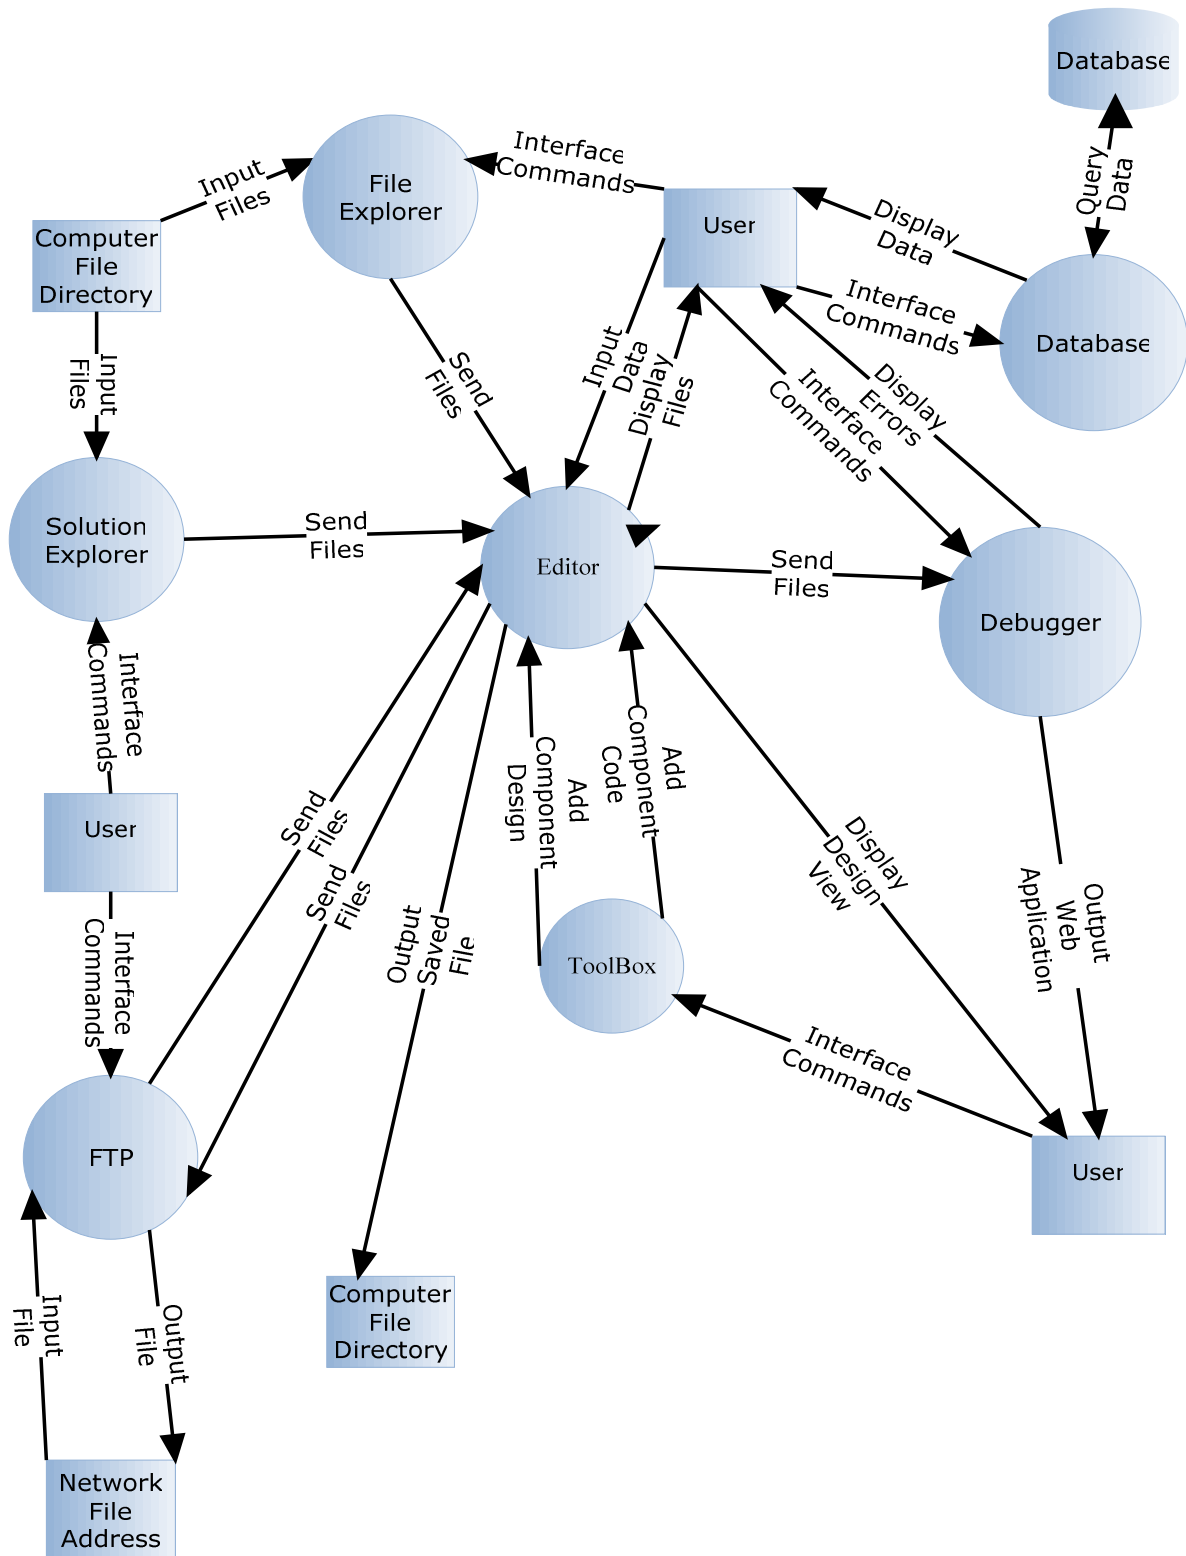 Database
Interface
Commands
Input
Files
File
Explorer
Query
Data
User
Display
Data
Computer
File
Directory
Interface
Commands
Database
Input
Files
Send
Files
Input
Data
Display
Files
Interface
Commands
Display
Errors
Solution
Explorer
Send
Files
Editor
Send
Files
Debugger
Interface
Commands
User
Send
Files
Send
Files
Add
Component
Design
Add
Component
Code
Display
Design
View
Output
Web
Application
Interface
Commands
Output
Saved
File
ToolBox
Interface
Commands
FTP
User
Input
File
Output
File
Computer
File
Directory
Network
File
Address